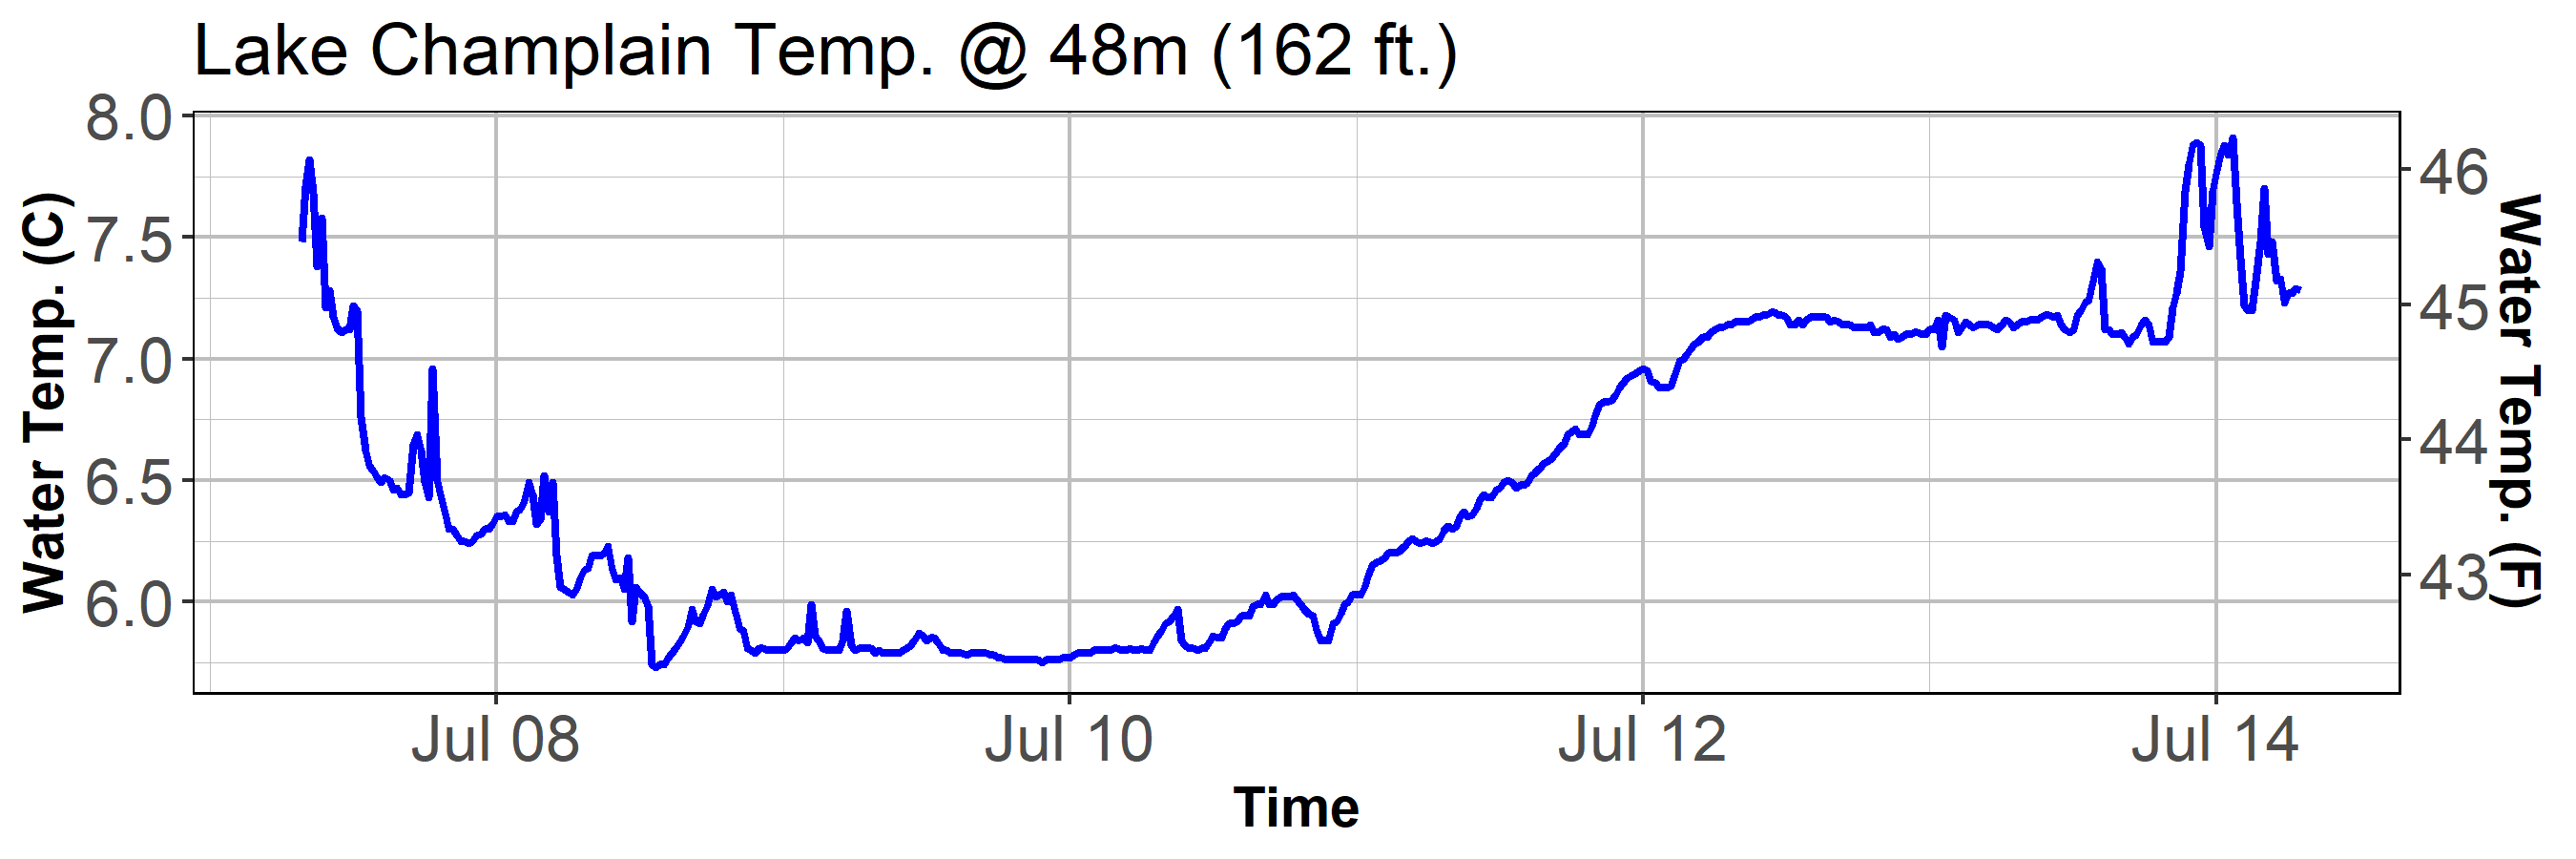 Lake Champlain Temp. @ 48m (162 ft.)
8.0
7.5
7.0
6.5
6.0
Water Temp. (C)
46
45
44
43
Water Temp. (F)
Jul 08 Jul 10 Jul 12 Jul 14
Time